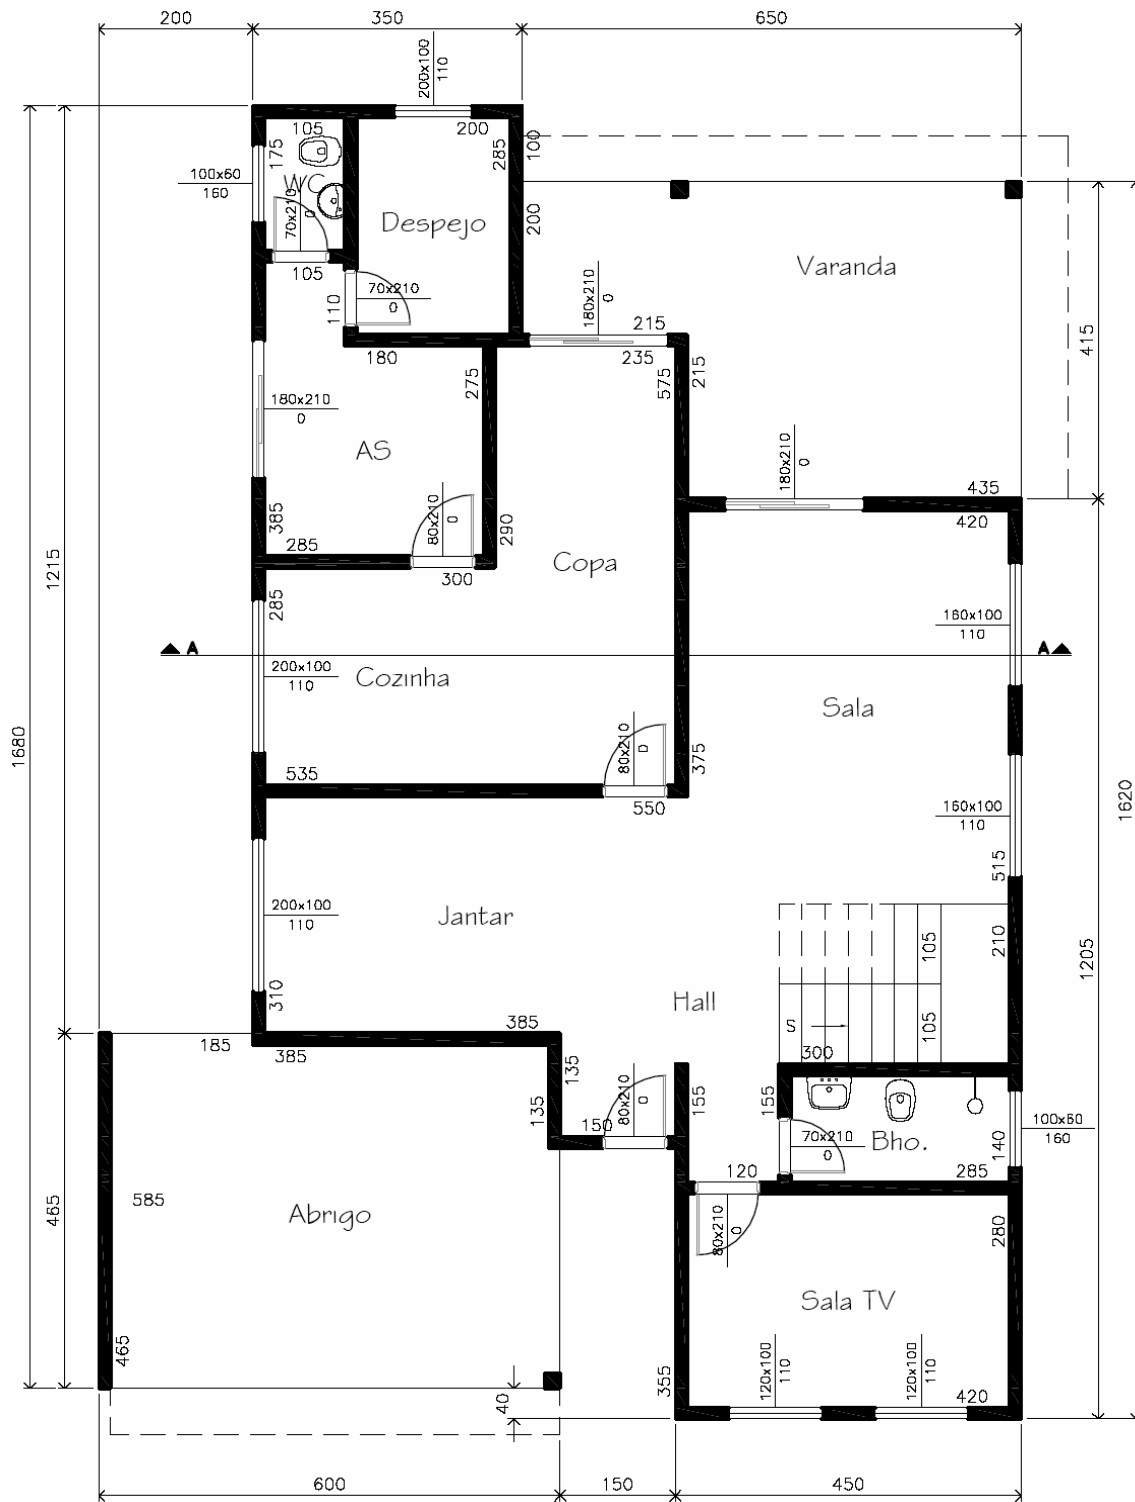 200
350
650
200x100
110
105
200
175
285
100
100x60
160
WC
70x210
0
200
Despejo
Varanda
105
110
70x210
0
180x210
0
215
180
235
275
575
215
415
180x210
0
AS
180x210
0
435
385
80x210
0
290
420
285
300
Copa
1215
285
160x100
110
A
A
200x100
110
Cozinha
Sala
1680
80x210
0
375
535
550
160x100
110
1620
515
200x100
110
Jantar
105
210
1205
310
Hall
S
105
385
185
385
300
135
135
80x210
0
150
155
155
70x210
0
Bho.
140
100x60
160
120
285
585
465
Abrigo
80x210
0
280
Sala TV
465
120x100
110
120x100
110
355
420
40
600
150
450